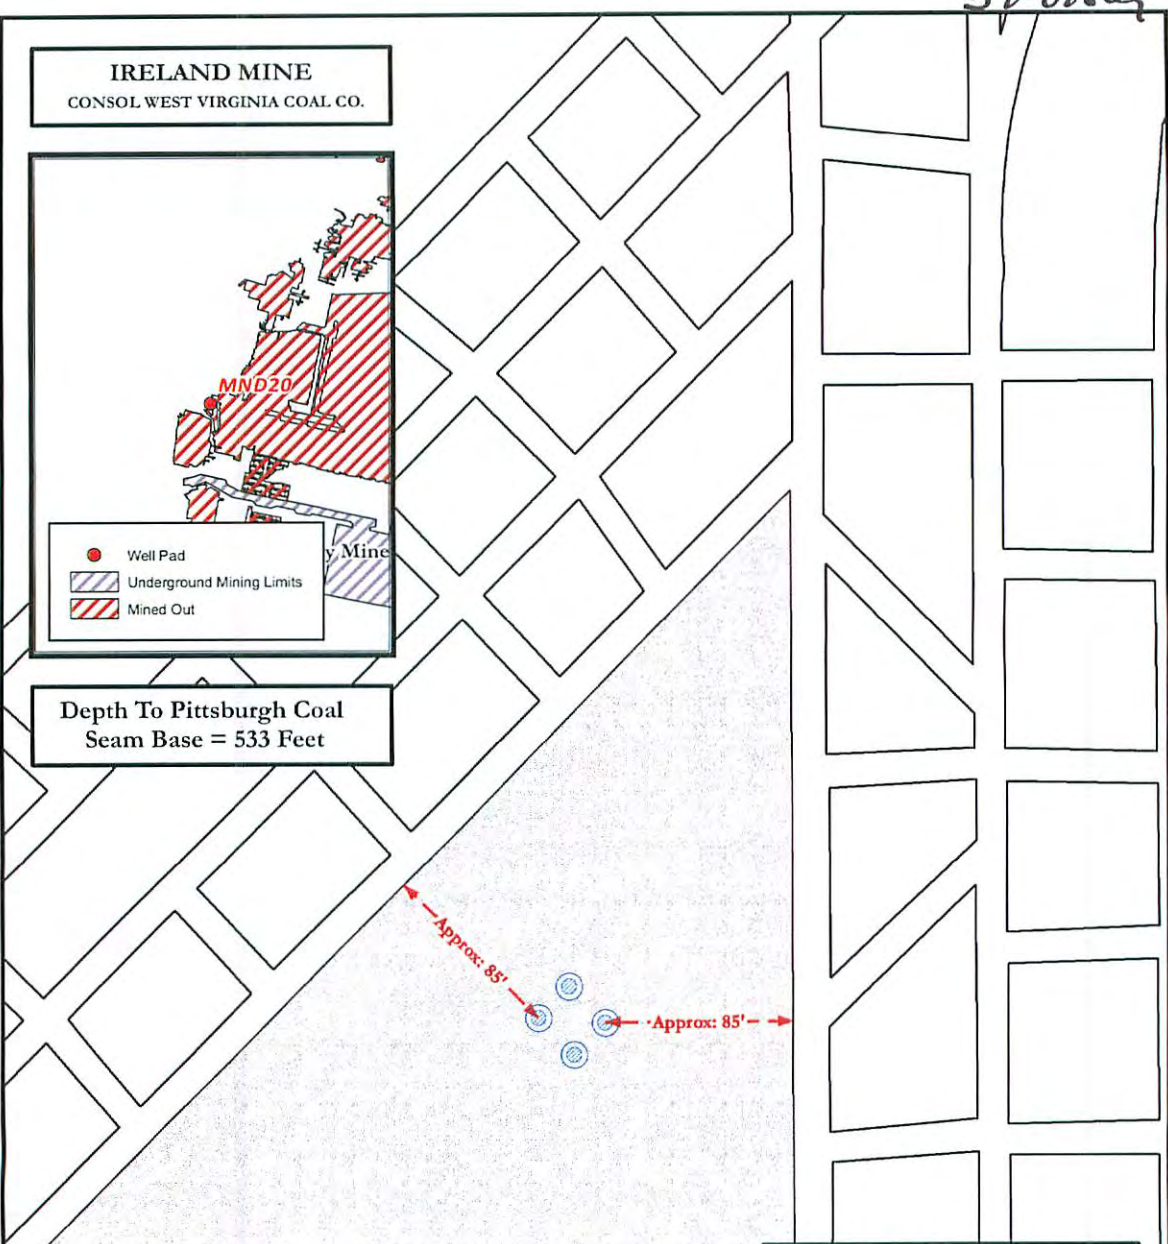 IRELAND MINE
CONSOL WEST VIRGINIA COAL CO.
MND20
y Mine
Well Pad
Underground Mining Limits
Mined Out
Depth To Pittsburgh Coal
Seam Base = 533 Feet
Approx: 85'
Approx: 85'